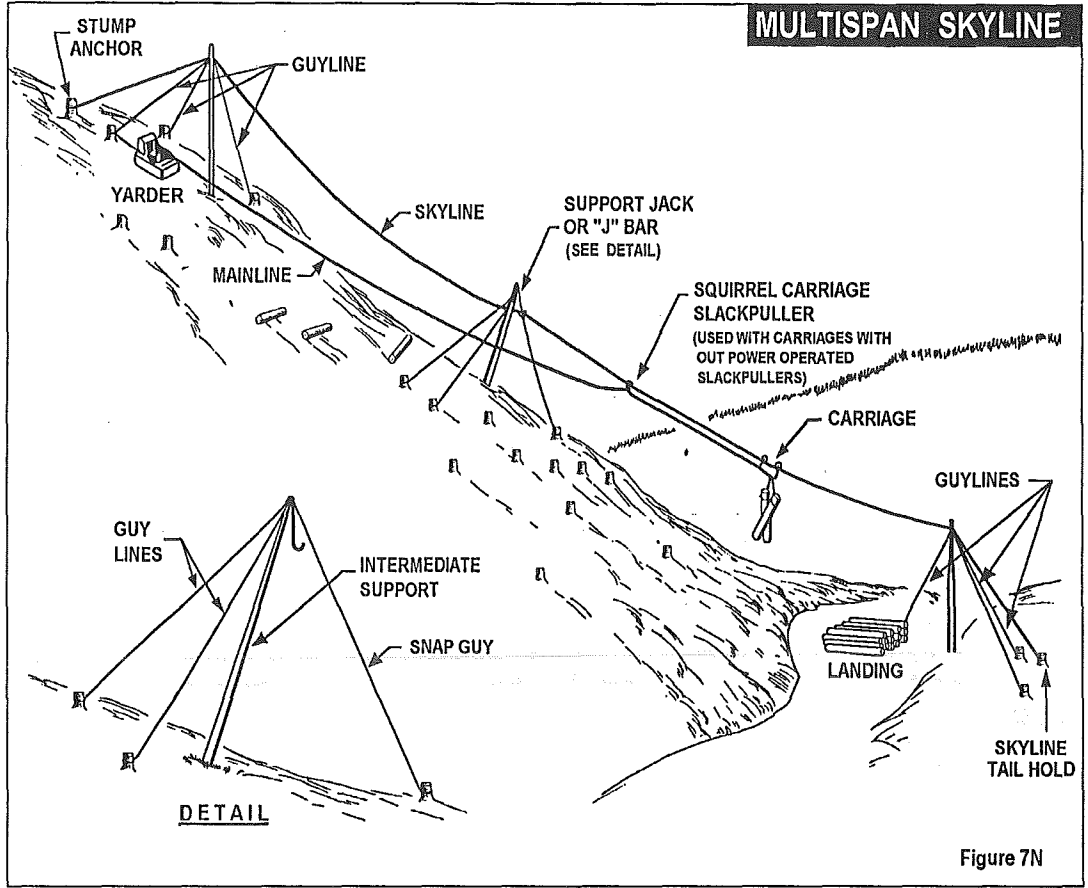 MULTISPAN SKYLINE
STUMP
ANCHOR
GUYLINE
YARDER
SKYLINE
MAINLINE
SUPPORT JACK
OR "J" BAR
(SEE DETAIL)
SQUIRREL CARRIAGE
SLACKPULLER
(USED WITH CARRIAGES WITH
OUT POWER OPERATED
SLACKPULLERS)
CARRIAGE
GUYLINES
GUY
LINES
INTERMEDIATE
SUPPORT
SNAP GUY
LANDING
SKYLINE
TAIL HOLD
DETAIL
Figure 7N